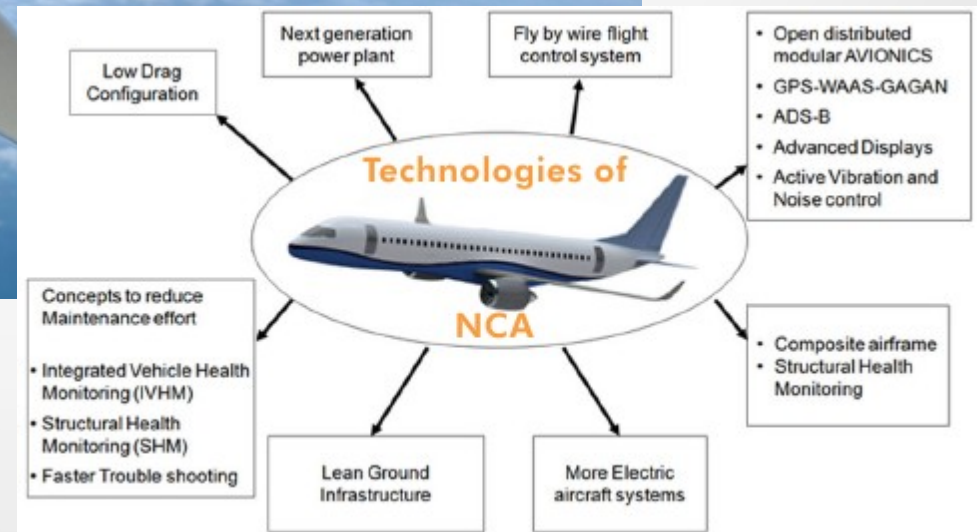 Next generation
power plant
Fly by wire flight
control system
Low Drag
Configuration
• Open distributed
modular AVIONICS
• GPS-WAAS-GAGAN
• ADS-B
• Advanced Displays
• Active Vibration and
Noise control
Technologies of
NCA
Concepts to reduce
Maintenance effort
• Integrated Vehicle Health
Monitoring (IVHM)
• Structural Health
Monitoring (SHM)
• Faster Trouble shooting
Lean Ground
Infrastructure
More Electric
aircraft systems
• Composite airframe
• Structural Health
Monitoring